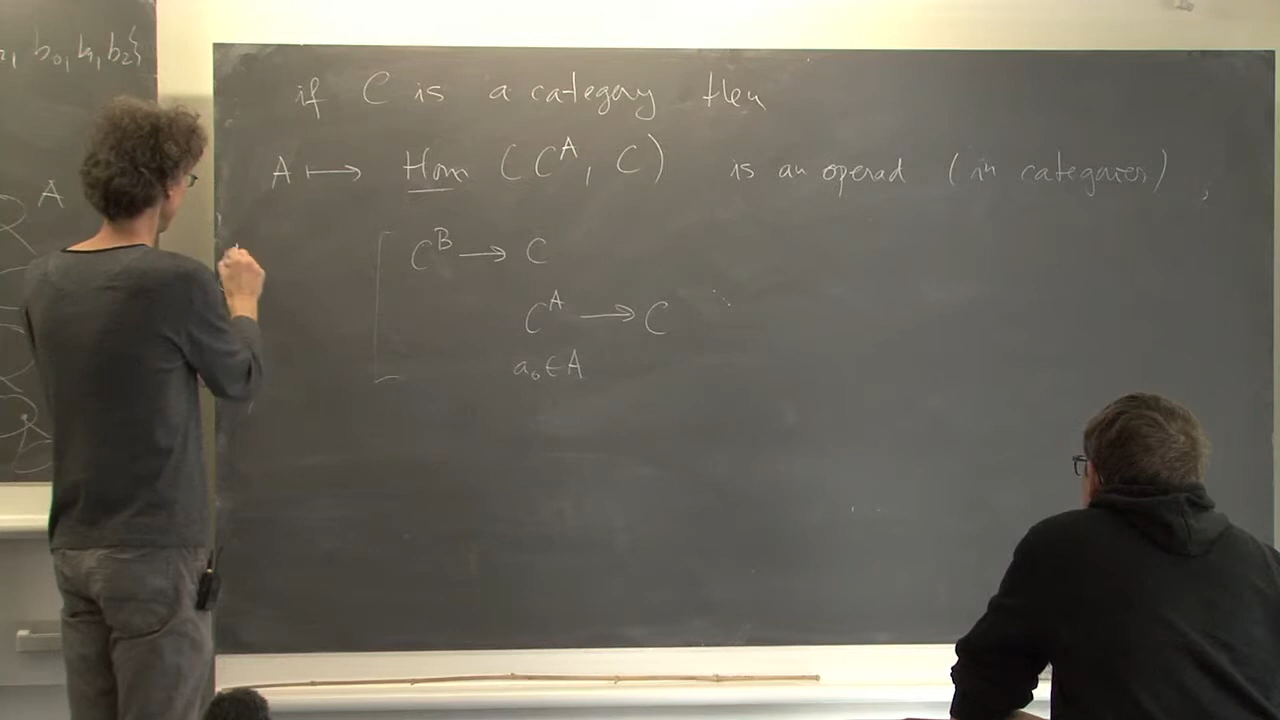 b₀, b₁, b₂}
A
if C is a category then
A ↦ Hom (C^A, C) is an operad (in categories),
C^B → C
C^A → C
a₀ ∈ A